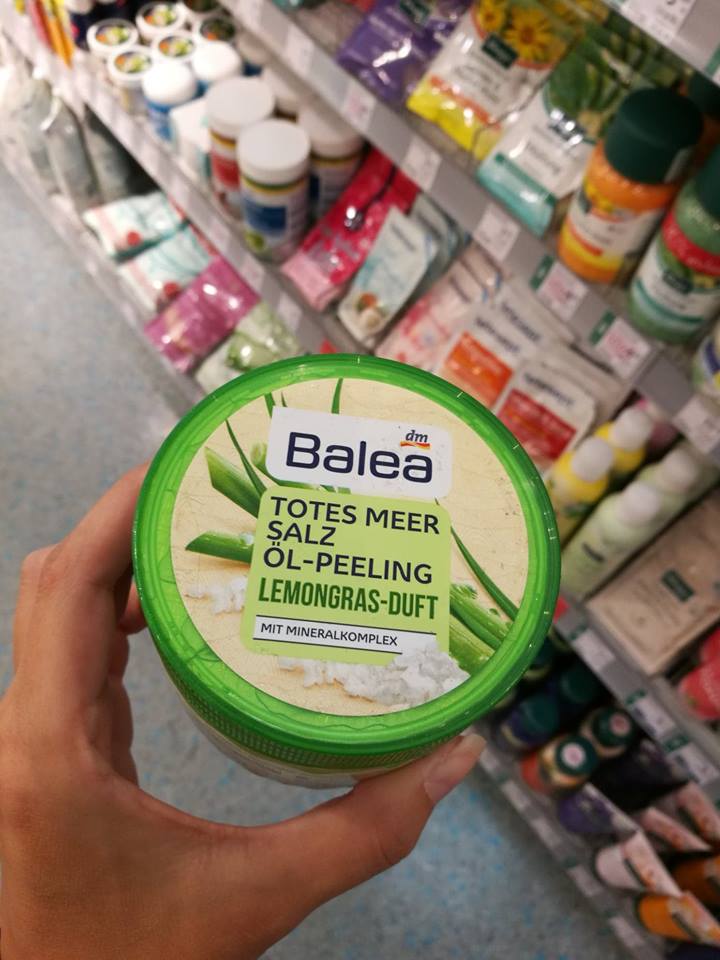 dm
Balea
TOTES MEER
SALZ
ÖL-PEELING
LEMONGRAS-DUFT
MIT MINERALKOMPLEX